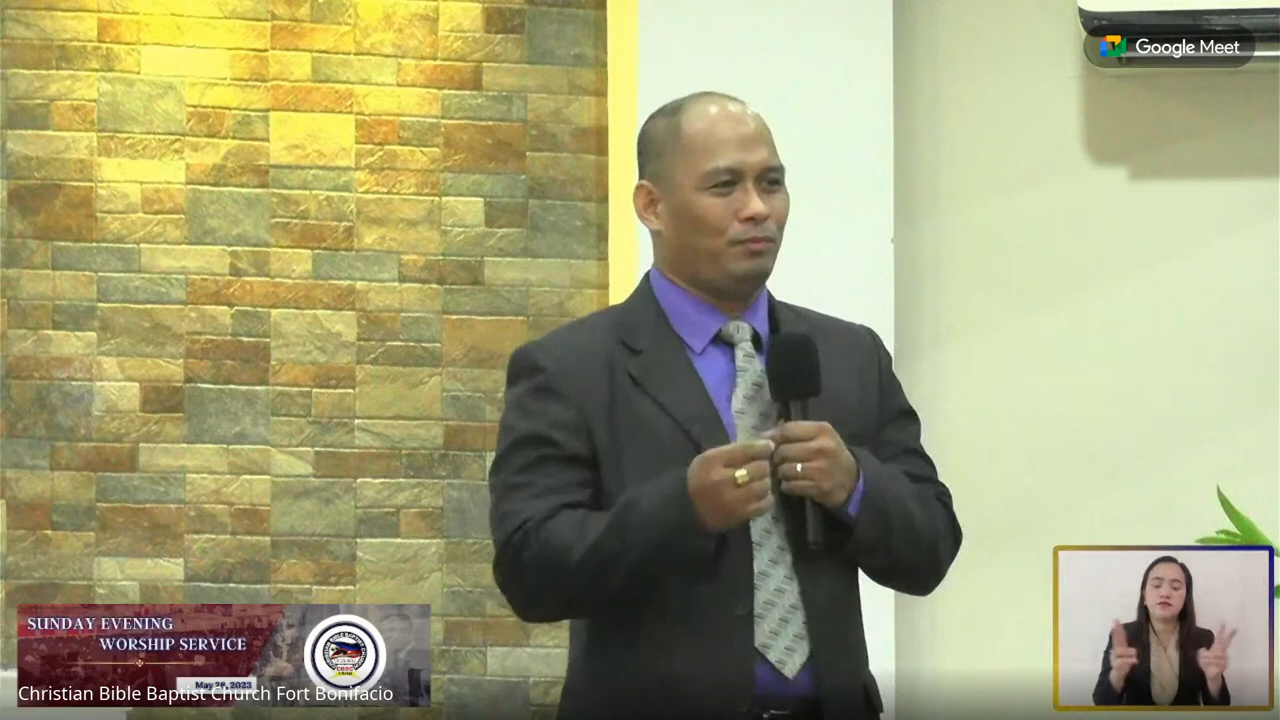 Google Meet
SUNDAY EVENING
WORSHIP SERVICE
May 28, 2023
Christian Bible Baptist Church Fort Bonifacio